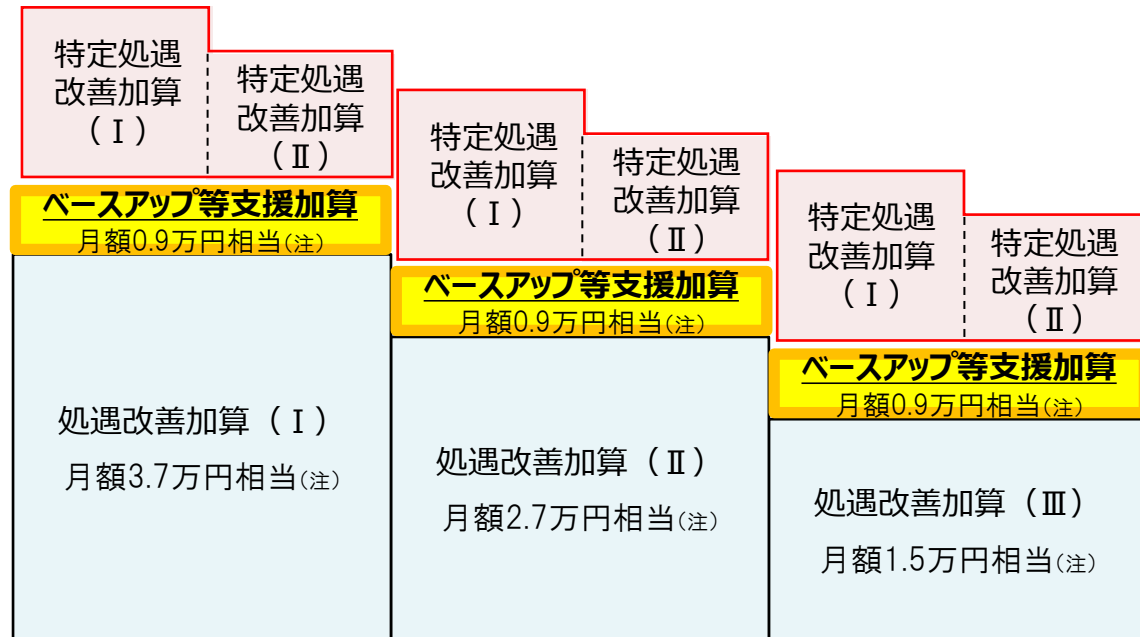 特定処遇
改善加算
（Ⅰ）
特定処遇
改善加算
（Ⅱ）
ベースアップ等支援加算
月額0.9万円相当(注)
処遇改善加算（Ⅰ）
月額3.7万円相当(注)
特定処遇
改善加算
（Ⅰ）
特定処遇
改善加算
（Ⅱ）
ベースアップ等支援加算
月額0.9万円相当(注)
処遇改善加算（Ⅱ）
月額2.7万円相当(注)
特定処遇
改善加算
（Ⅰ）
特定処遇
改善加算
（Ⅱ）
ベースアップ等支援加算
月額0.9万円相当(注)
処遇改善加算（Ⅲ）
月額1.5万円相当(注)